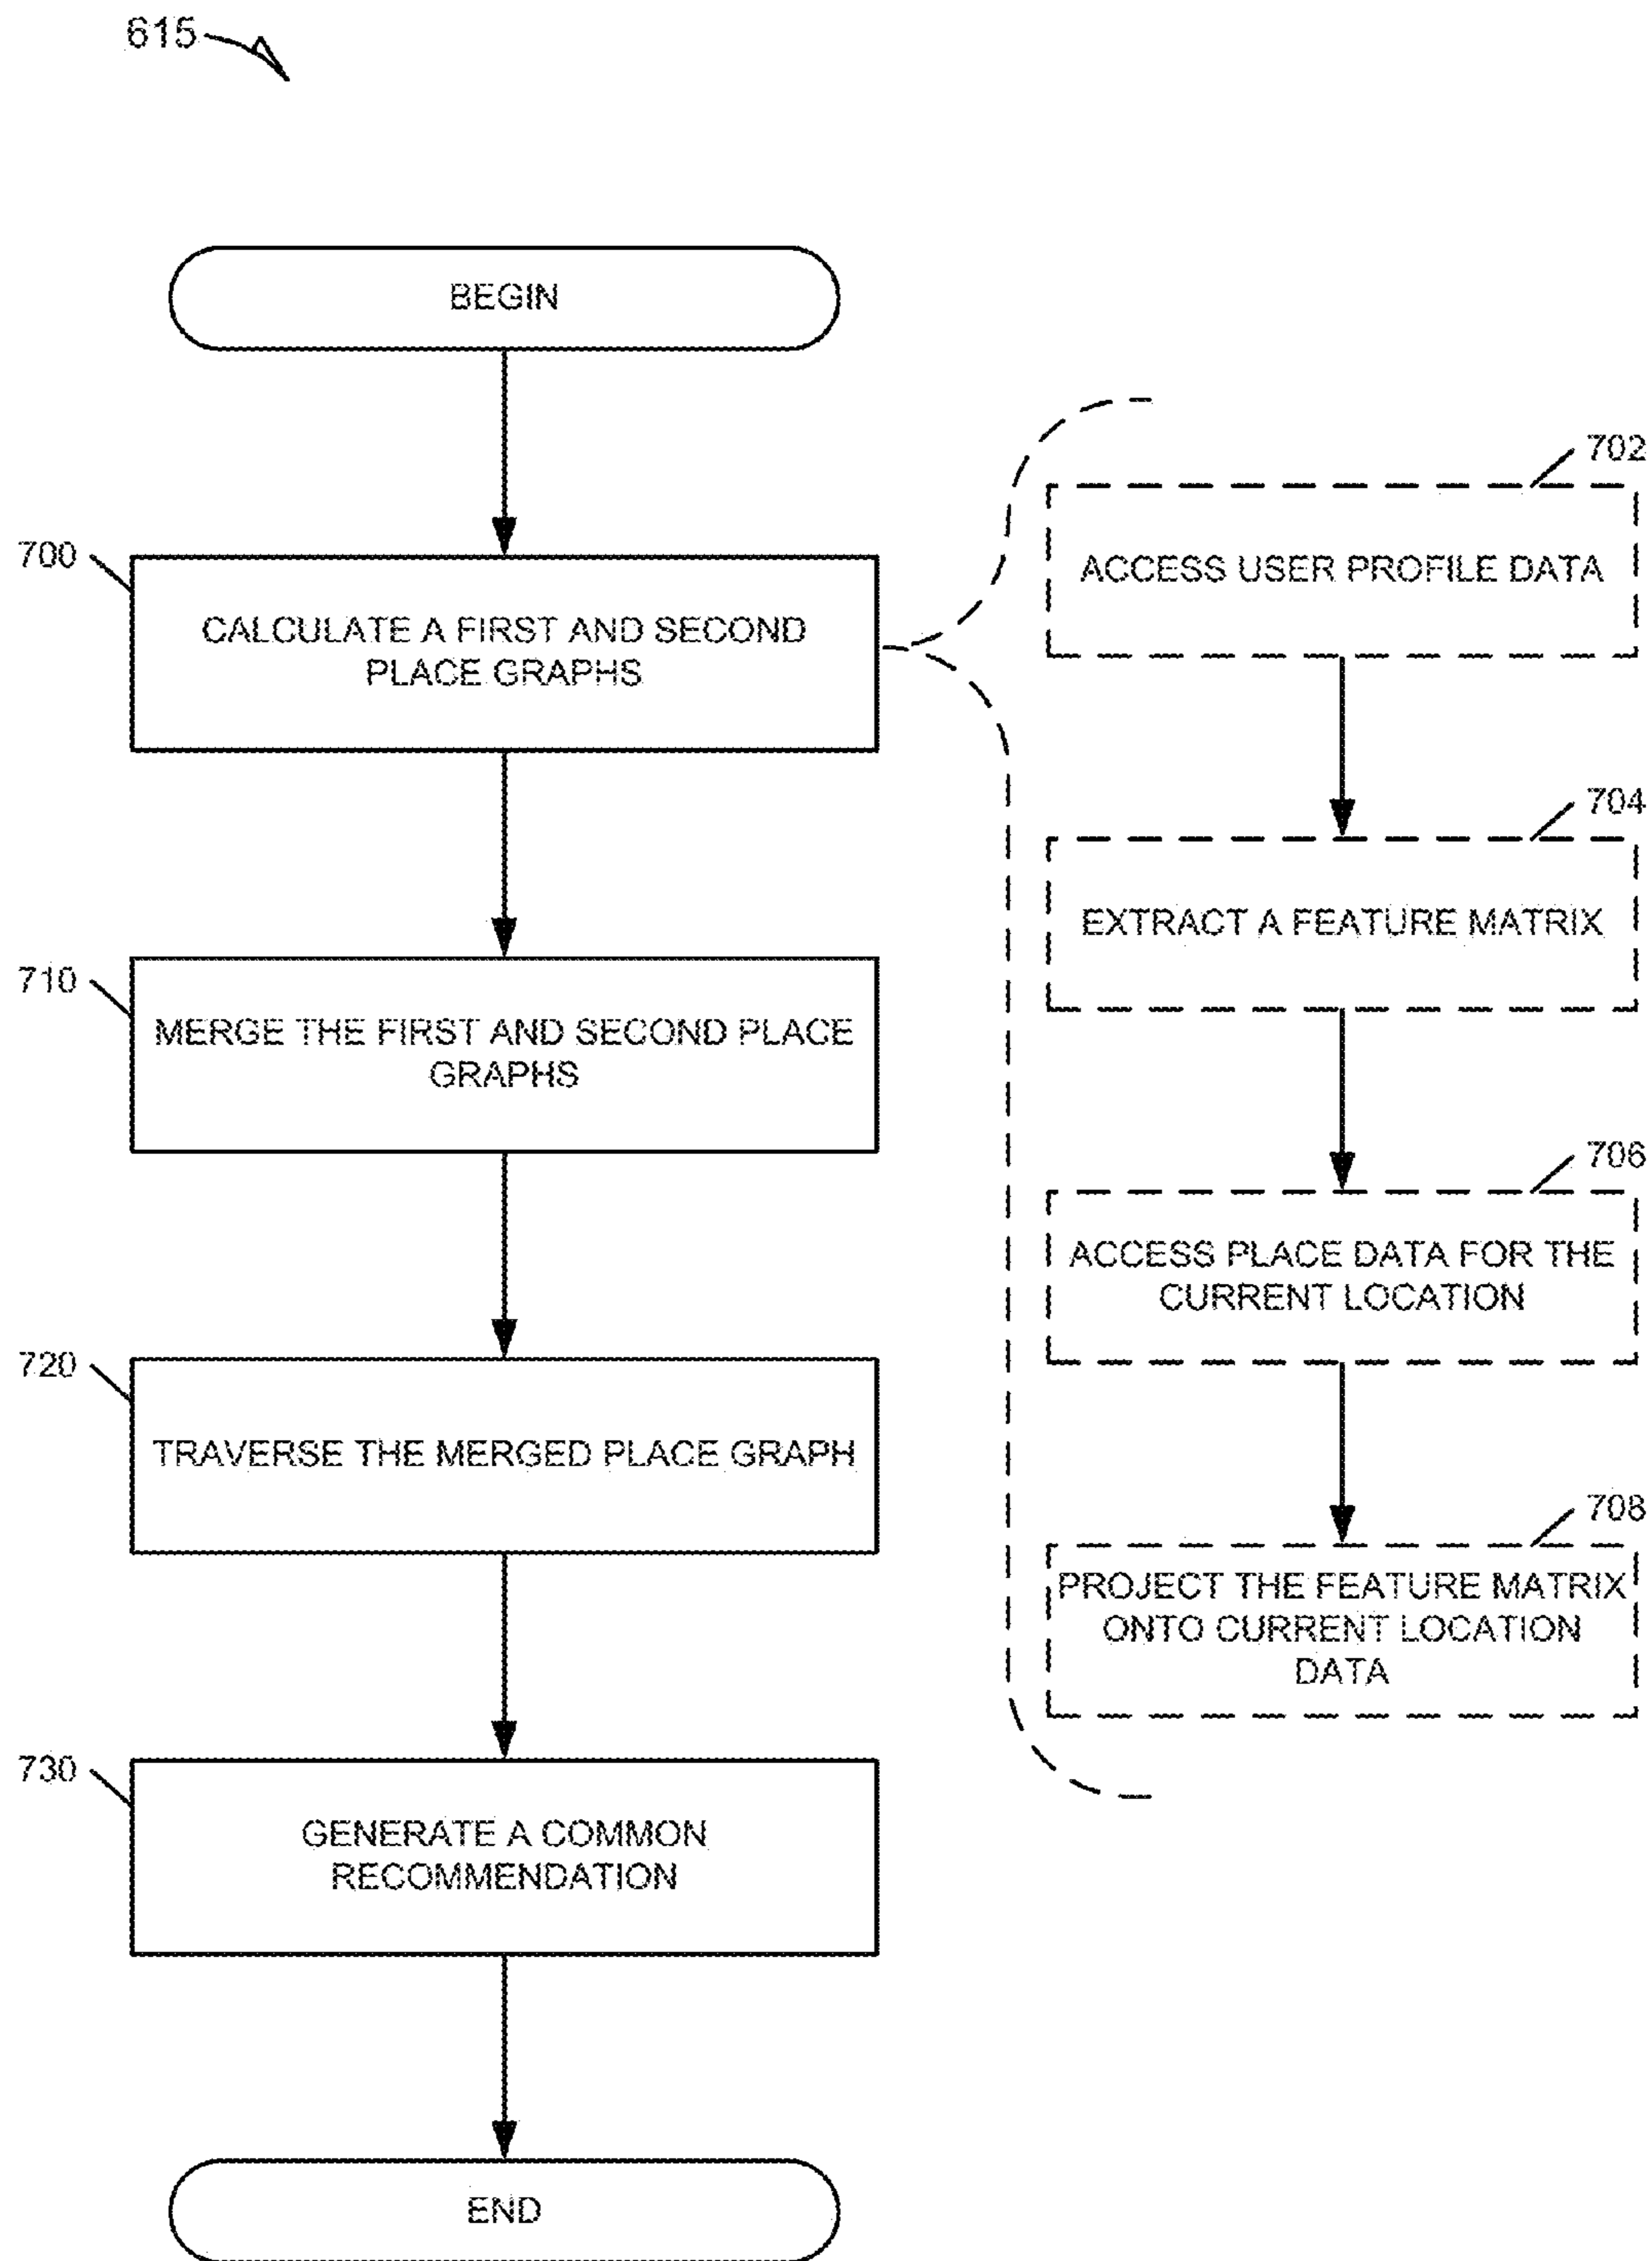 615
BEGIN
700
CALCULATE A FIRST AND SECOND
PLACE GRAPHS
710
MERGE THE FIRST AND SECOND PLACE
GRAPHS
720
TRAVERSE THE MERGED PLACE GRAPH
730
GENERATE A COMMON
RECOMMENDATION
END
702
ACCESS USER PROFILE DATA
704
EXTRACT A FEATURE MATRIX
706
ACCESS PLACE DATA FOR THE
CURRENT LOCATION
708
PROJECT THE FEATURE MATRIX
ONTO CURRENT LOCATION
DATA